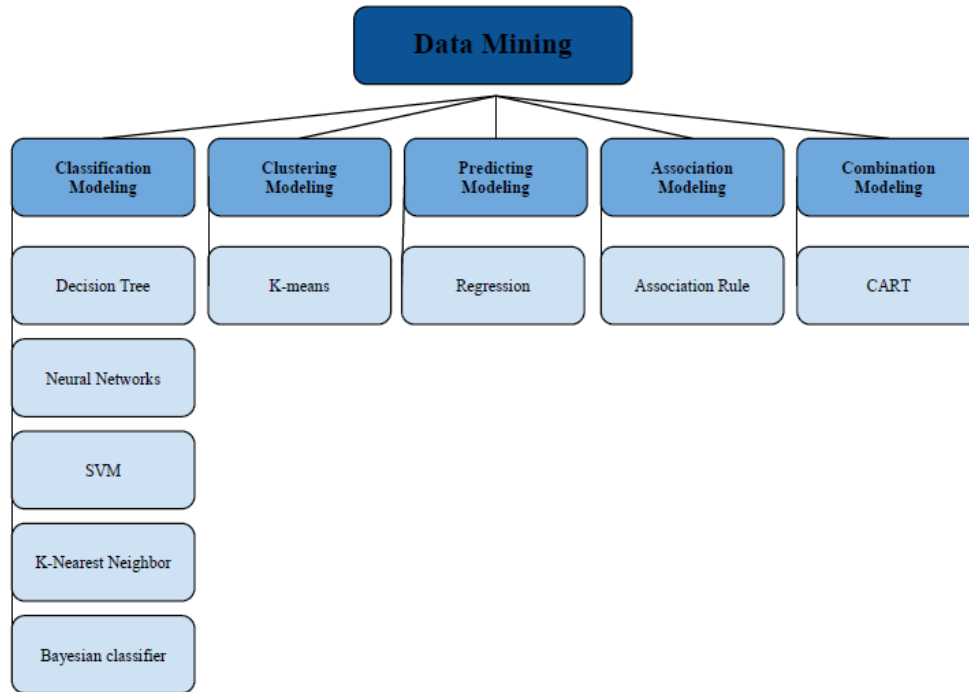 Data Mining
Classification
Modeling
Clustering
Modeling
Predicting
Modeling
Association
Modeling
Combination
Modeling
Decision Tree
K-means
Regression
Association Rule
CART
Neural Networks
SVM
K-Nearest Neighbor
Bayesian classifier